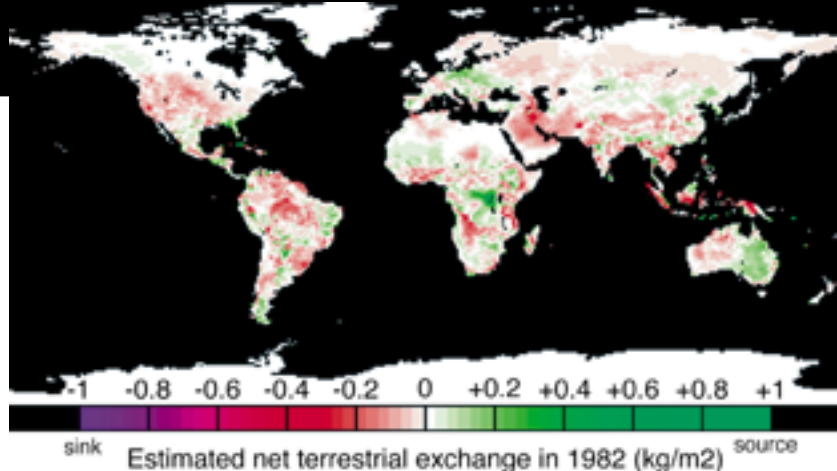 -1 -0.8 -0.6 -0.4 -0.2 0 +0.2 +0.4 +0.6 +0.8 +1
sink source
Estimated net terrestrial exchange in 1982 (kg/m2)